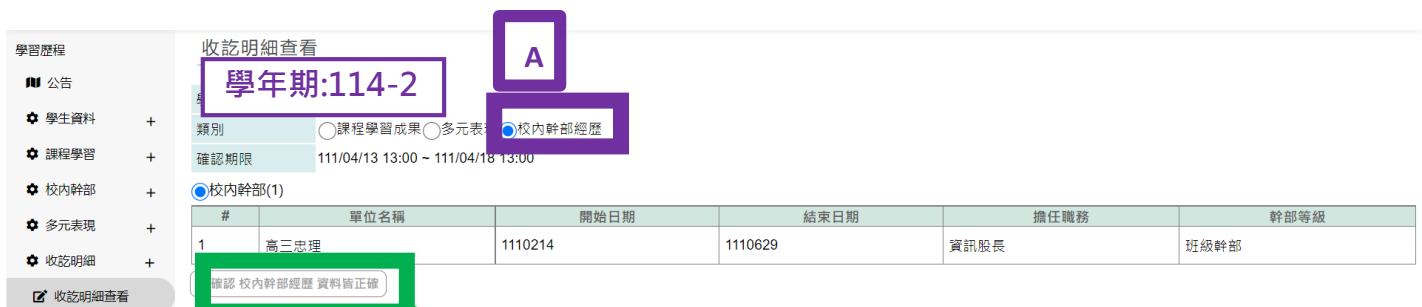 學習歷程
公告
學生資料 +
課程學習 +
校內幹部 +
多元表現 +
收訖明細 +
收訖明細查看
收訖明細查看
A
學年期:114-2
類別 課程學習成果 多元表 校內幹部經歷
確認期限 111/04/13 13:00 ~ 111/04/18 13:00
校內幹部(1)
# 單位名稱 開始日期 結束日期 擔任職務 幹部等級
1 高三忠理 1110214 1110629 資訊股長 班級幹部
確認 校內幹部經歷 資料皆正確